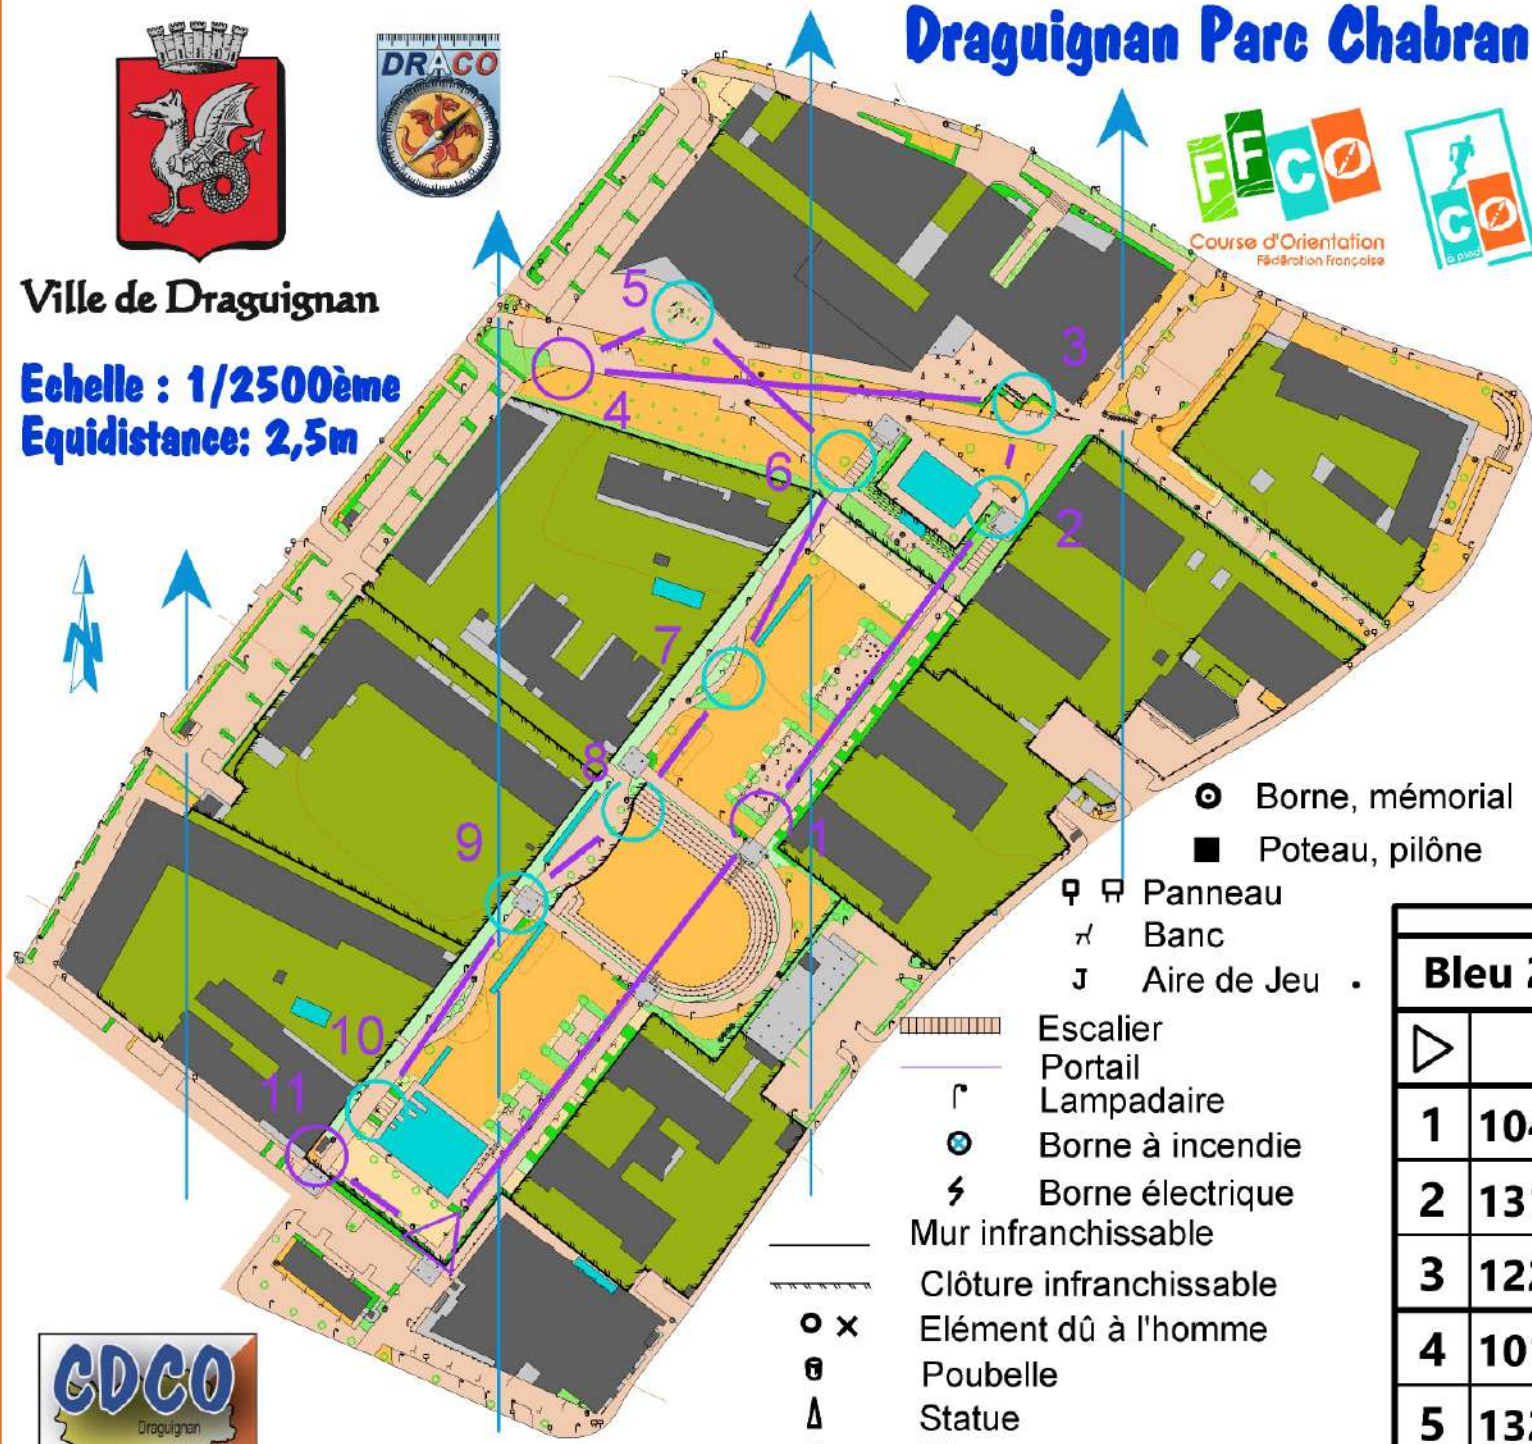 Draguignan Parc Chabran
DRACO
FFCO
Course d'Orientation
Fédération Française
CO
à pied
Ville de Draguignan
Echelle : 1/2500ème
Equidistance: 2,5m
N
5
3
4
6
2
7
8
1
9
10
11
Borne, mémorial
Poteau, pilône
Panneau
Banc
J Aire de Jeu
Escalier
Portail
Lampadaire
Borne à incendie
Borne électrique
Mur infranchissable
Clôture infranchissable
Elément dû à l'homme
Poubelle
Statue
Bleu
1
2
3
4
5
CDCO
Draguignan